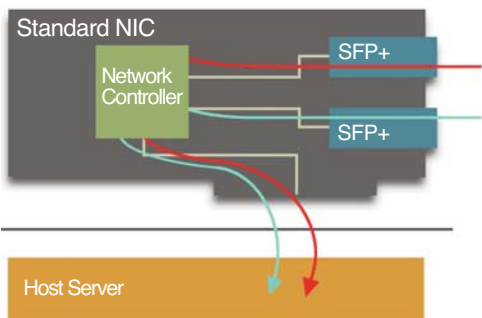 Standard NIC
SFP+
Network
Controller
SFP+
Host Server